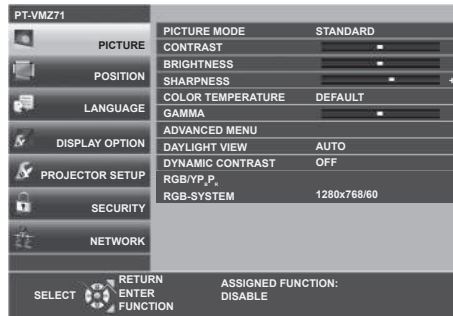 PT-VMZ71
PICTURE
POSITION
LANGUAGE
DISPLAY OPTION
PROJECTOR SETUP
SECURITY
NETWORK
PICTURE MODE STANDARD
CONTRAST
BRIGHTNESS
SHARPNESS +
COLOR TEMPERATURE DEFAULT
GAMMA
ADVANCED MENU
DAYLIGHT VIEW AUTO
DYNAMIC CONTRAST OFF
RGB/YPBPR
RGB-SYSTEM 1280x768/60
SELECT
RETURN
ENTER
FUNCTION
ASSIGNED FUNCTION:
DISABLE